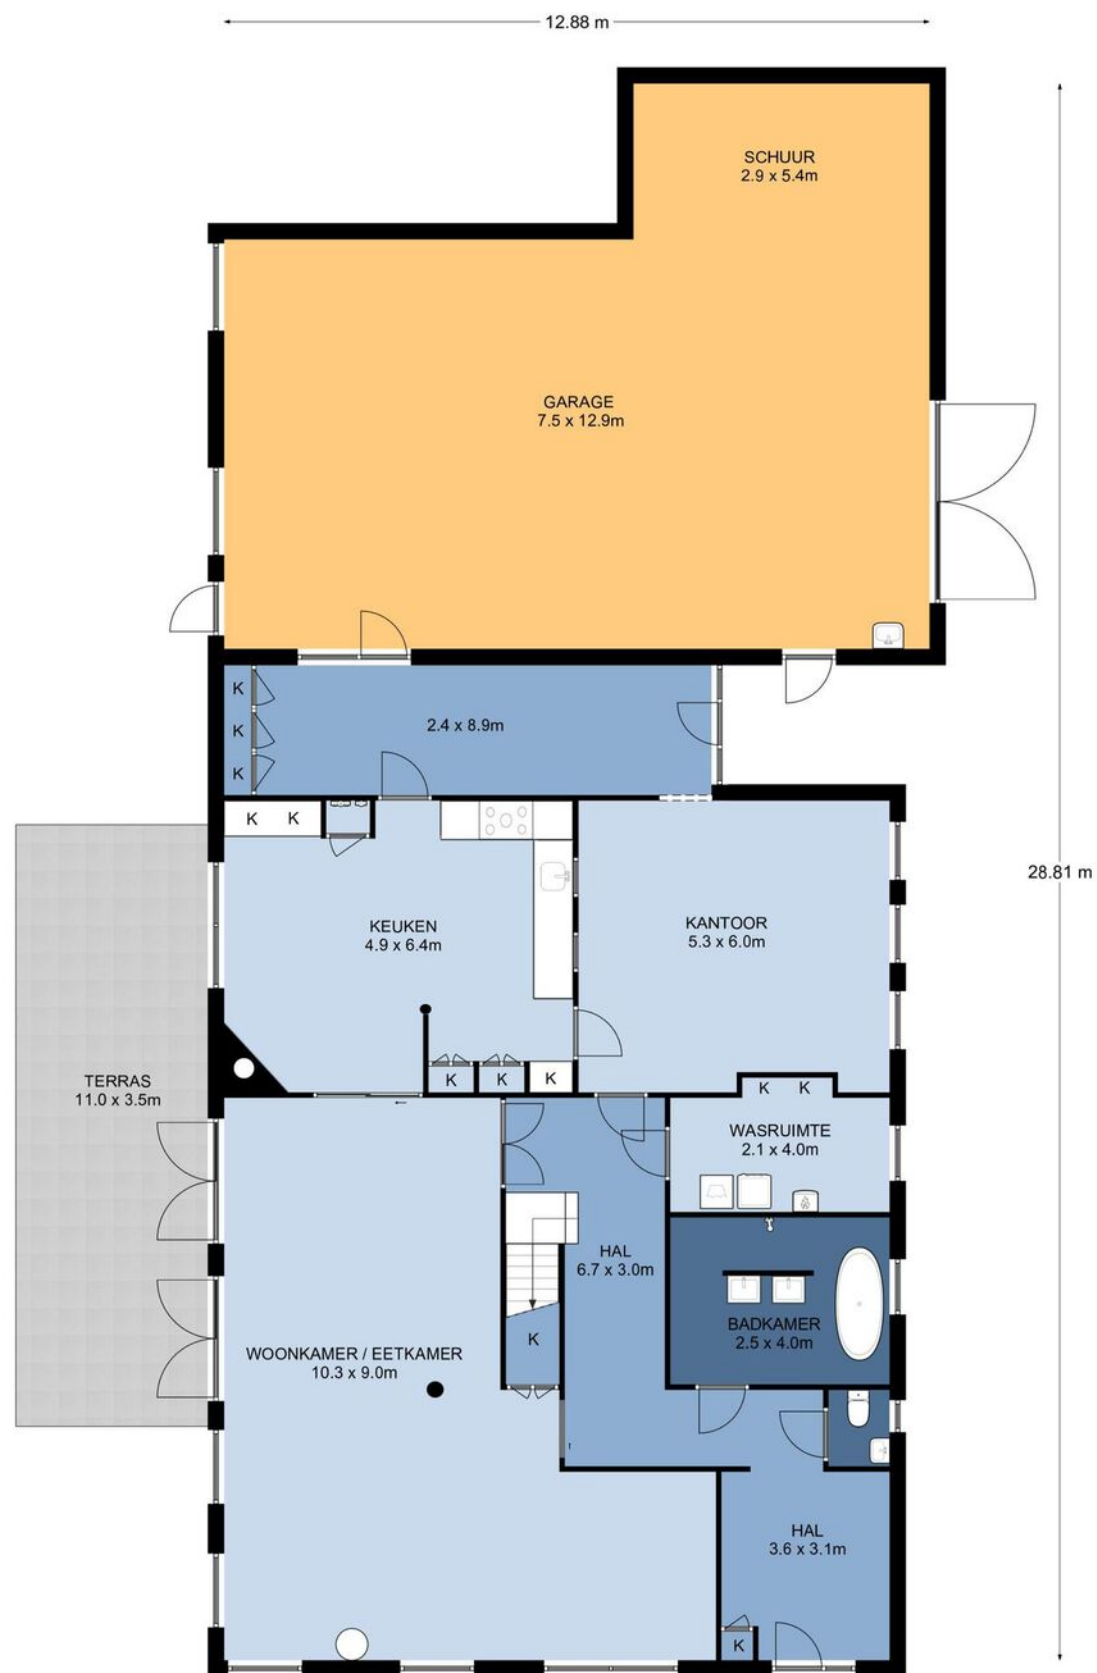 12.88 m
SCHUUR
2.9 x 5.4m
GARAGE
7.5 x 12.9m
K
2.4 x 8.9m
K
K
K K
28.81 m
KEUKEN
4.9 x 6.4m
KANTOOR
5.3 x 6.0m
TERRAS
11.0 x 3.5m
K K K
K K
WASRUIMTE
2.1 x 4.0m
HAL
6.7 x 3.0m
BADKAMER
2.5 x 4.0m
K
WOONKAMER / EETKAMER
10.3 x 9.0m
HAL
3.6 x 3.1m
K